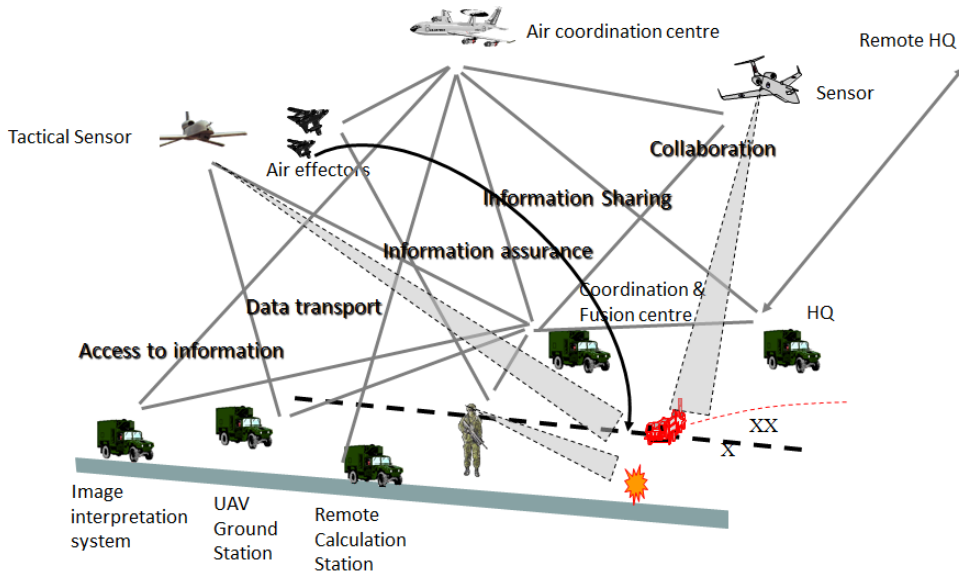 Air coordination centre
Remote HQ
Sensor
Tactical Sensor
Air effectors
Collaboration
Information Sharing
Information assurance
Coordination &
Fusion centre
Data transport
HQ
Access to information
XX
X
Image
interpretation
system
UAV
Ground
Station
Remote
Calculation
Station